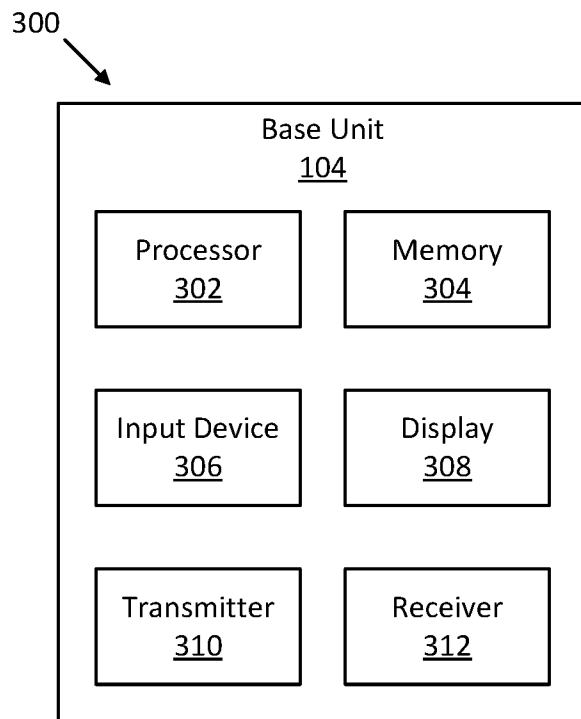 300
Base Unit
104
Processor
302
Memory
304
Input Device
306
Display
308
Transmitter
310
Receiver
312